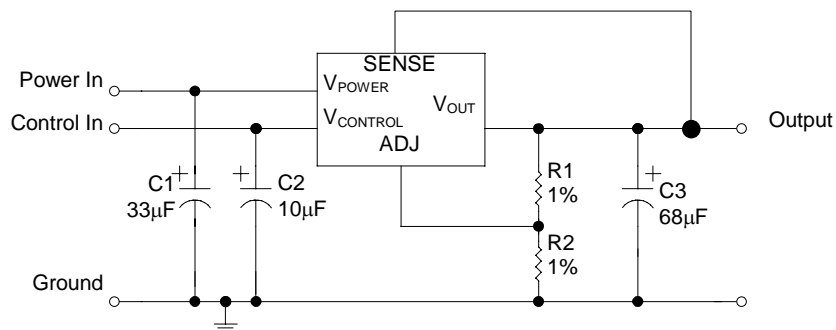 SENSE
Power In
VPOWER
VOUT
Control In
VCONTROL
Output
ADJ
+
C1
33µF
+
C2
10µF
R1
1%
+
C3
68µF
R2
1%
Ground